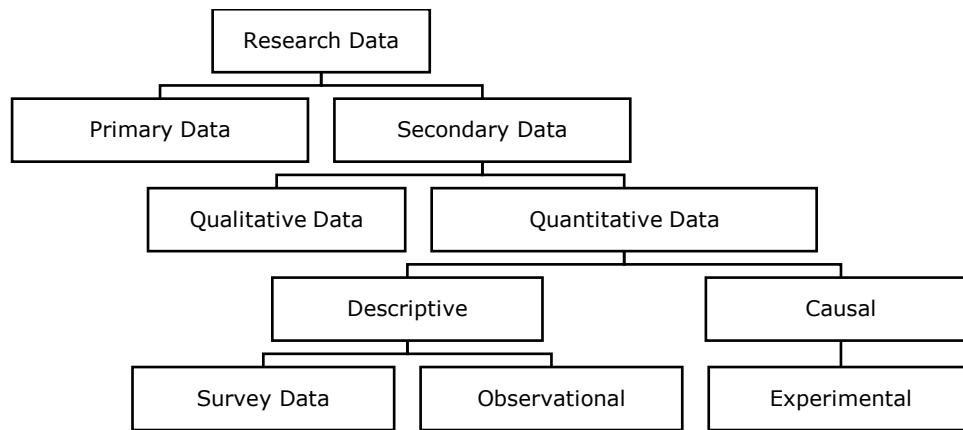 Research Data
Primary Data
Secondary Data
Qualitative Data
Quantitative Data
Descriptive
Causal
Survey Data
Observational
Experimental